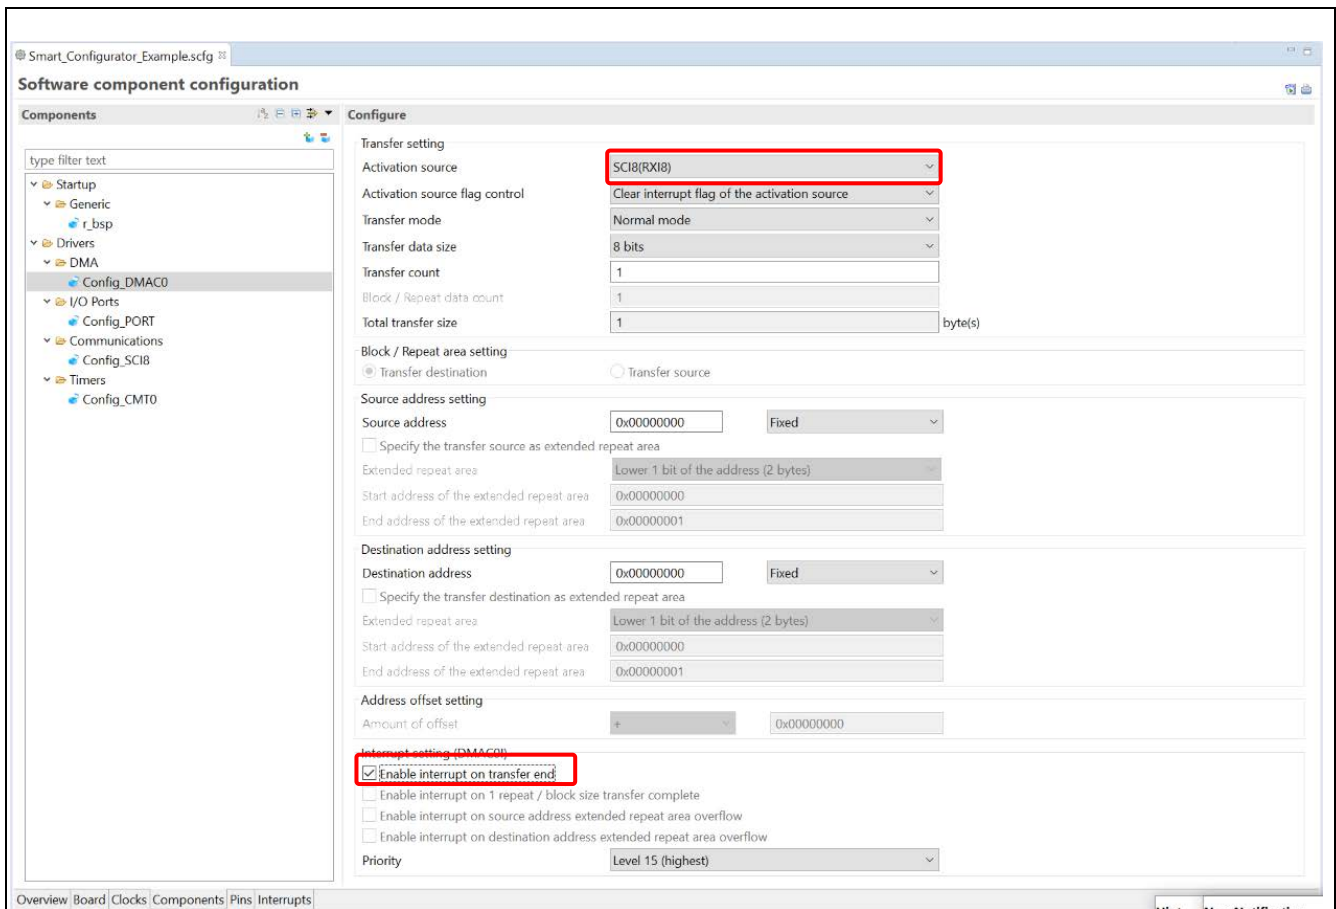 Smart_Configurator_Example.scfg
Software component configuration
Components
type filter text
Startup
Generic
r_bsp
Drivers
DMA
Config_DMAC0
I/O Ports
Config_PORT
Communications
Config_SCI8
Timers
Config_CMT0
Configure
Transfer setting
Activation source SCI8(RXI8)
Activation source flag control Clear interrupt flag of the activation source
Transfer mode Normal mode
Transfer data size 8 bits
Transfer count 1
Block / Repeat data count 1
Total transfer size 1 byte(s)
Block / Repeat area setting
Transfer destination Transfer source
Source address setting
Source address 0x00000000 Fixed
Specify the transfer source as extended repeat area
Extended repeat area Lower 1 bit of the address (2 bytes)
Start address of the extended repeat area 0x00000000
End address of the extended repeat area 0x00000001
Destination address setting
Destination address 0x00000000 Fixed
Specify the transfer destination as extended repeat area
Extended repeat area Lower 1 bit of the address (2 bytes)
Start address of the extended repeat area 0x00000000
End address of the extended repeat area 0x00000001
Address offset setting
Amount of offset + 0x00000000
Interrupt setting (DMAC0I)
Enable interrupt on transfer end
Enable interrupt on 1 repeat / block size transfer complete
Enable interrupt on source address extended repeat area overflow
Enable interrupt on destination address extended repeat area overflow
Priority Level 15 (highest)
Overview Board Clocks Components Pins Interrupts